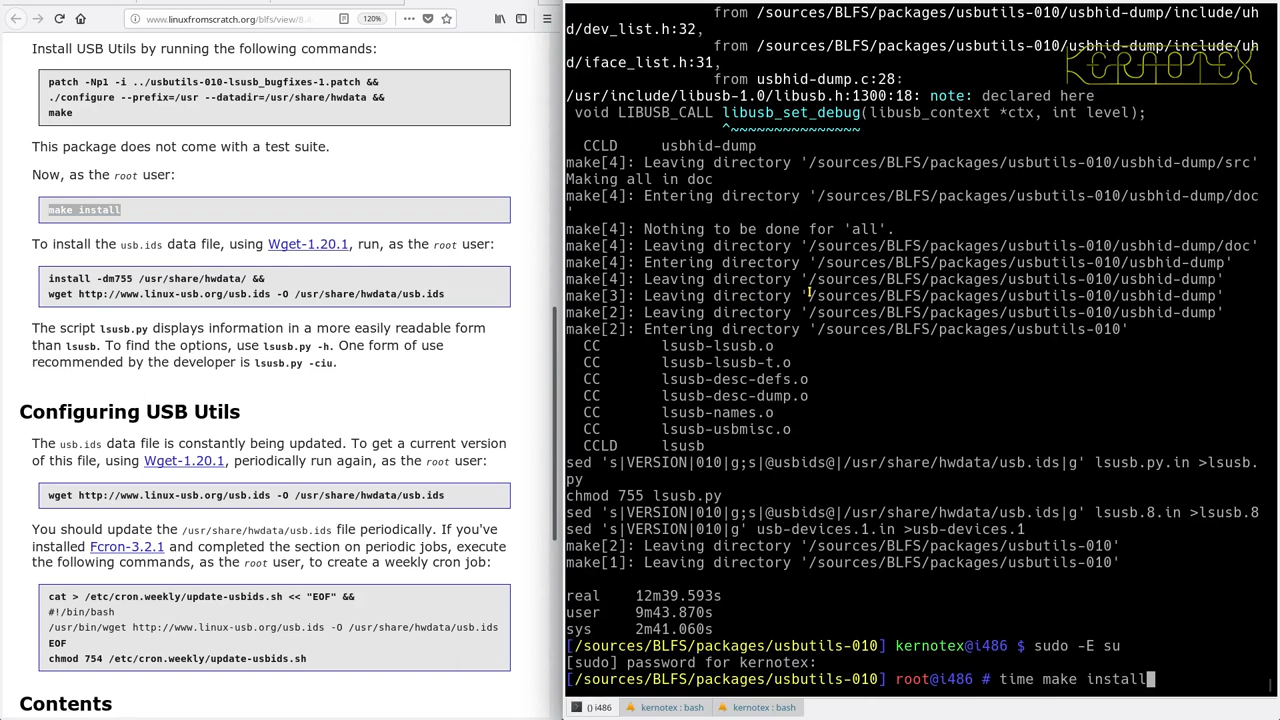 www.linuxfromscratch.org/blfs/view/8.4
120%
Install USB Utils by running the following commands:
patch -Np1 -i ../usbutils-010-lsusb_bugfixes-1.patch &&
./configure --prefix=/usr --datadir=/usr/share/hwdata &&
make
This package does not come with a test suite.
Now, as the root user:
make install
To install the usb.ids data file, using Wget-1.20.1, run, as the root user:
install -dm755 /usr/share/hwdata/ &&
wget http://www.linux-usb.org/usb.ids -O /usr/share/hwdata/usb.ids
The script lsusb.py displays information in a more easily readable form
than lsusb. To find the options, use lsusb.py -h. One form of use
recommended by the developer is lsusb.py -ciu.
Configuring USB Utils
The usb.ids data file is constantly being updated. To get a current version
of this file, using Wget-1.20.1, periodically run again, as the root user:
wget http://www.linux-usb.org/usb.ids -O /usr/share/hwdata/usb.ids
You should update the /usr/share/hwdata/usb.ids file periodically. If you've
installed Fcron-3.2.1 and completed the section on periodic jobs, execute
the following commands, as the root user, to create a weekly cron job:
cat > /etc/cron.weekly/update-usbids.sh << "EOF" &&
#!/bin/bash
/usr/bin/wget http://www.linux-usb.org/usb.ids -O /usr/share/hwdata/usb.ids
EOF
chmod 754 /etc/cron.weekly/update-usbids.sh
Contents
from /sources/BLFS/packages/usbutils-010/usbhid-dump/include/uh
d/dev_list.h:32,
from /sources/BLFS/packages/usbutils-010/usbhid-dump/include/uh
d/iface_list.h:31,
from usbhid-dump.c:28:
/usr/include/libusb-1.0/libusb.h:1300:18: note: declared here
void LIBUSB_CALL libusb_set_debug(libusb_context *ctx, int level);
^~~~~~~~~~~~~~~~
CCLD usbhid-dump
make[4]: Leaving directory '/sources/BLFS/packages/usbutils-010/usbhid-dump/src'
Making all in doc
make[4]: Entering directory '/sources/BLFS/packages/usbutils-010/usbhid-dump/doc
'
make[4]: Nothing to be done for 'all'.
make[4]: Leaving directory '/sources/BLFS/packages/usbutils-010/usbhid-dump/doc'
make[4]: Entering directory '/sources/BLFS/packages/usbutils-010/usbhid-dump'
make[4]: Leaving directory '/sources/BLFS/packages/usbutils-010/usbhid-dump'
make[3]: Leaving directory '/sources/BLFS/packages/usbutils-010/usbhid-dump'
make[2]: Leaving directory '/sources/BLFS/packages/usbutils-010/usbhid-dump'
make[2]: Entering directory '/sources/BLFS/packages/usbutils-010'
CC lsusb-lsusb.o
CC lsusb-lsusb-t.o
CC lsusb-desc-defs.o
CC lsusb-desc-dump.o
CC lsusb-names.o
CC lsusb-usbmisc.o
CCLD lsusb
sed 's|VERSION|010|g;s|@usbids@|/usr/share/hwdata/usb.ids|g' lsusb.py.in >lsusb.
py
chmod 755 lsusb.py
sed 's|VERSION|010|g;s|@usbids@|/usr/share/hwdata/usb.ids|g' lsusb.8.in >lsusb.8
sed 's|VERSION|010|g' usb-devices.1.in >usb-devices.1
make[2]: Leaving directory '/sources/BLFS/packages/usbutils-010'
make[1]: Leaving directory '/sources/BLFS/packages/usbutils-010'
real 12m39.593s
user 9m43.870s
sys 2m41.060s
[/sources/BLFS/packages/usbutils-010] kernotex@i486 $ sudo -E su
[sudo] password for kernotex:
[/sources/BLFS/packages/usbutils-010] root@i486 # time make install
KERNOTEX
() i486
kernotex : bash
kernotex : bash